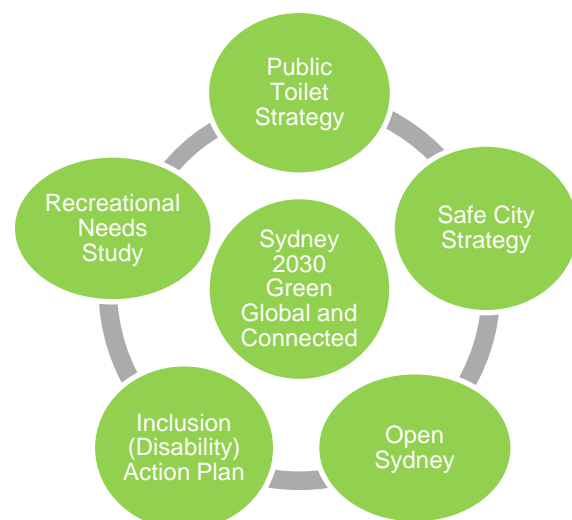 Public
Toilet
Strategy
Safe City
Strategy
Open
Sydney
Inclusion
(Disability)
Action Plan
Recreational
Needs
Study
Sydney
2030
Green
Global and
Connected